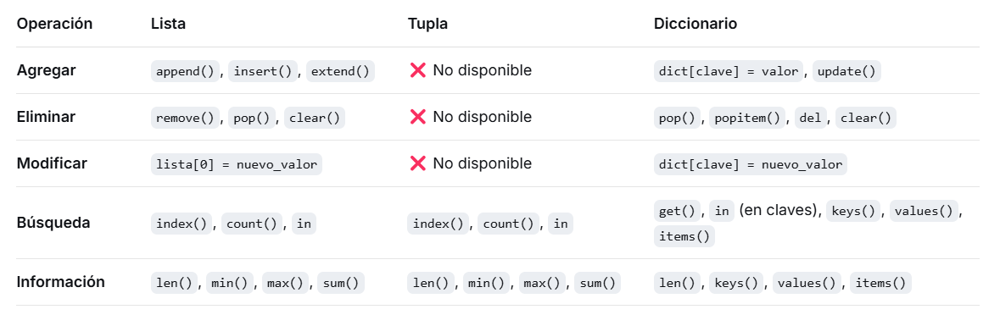 Operación Lista Tupla Diccionario
Agregar append(), insert(), extend() ❌ No disponible dict[clave] = valor, update()
Eliminar remove(), pop(), clear() ❌ No disponible pop(), popitem(), del, clear()
Modificar lista[0] = nuevo_valor ❌ No disponible dict[clave] = nuevo_valor
Búsqueda index(), count(), in index(), count(), in get(), in (en claves), keys(), values(),
items()
Información len(), min(), max(), sum() len(), min(), max(), sum() len(), keys(), values(), items()